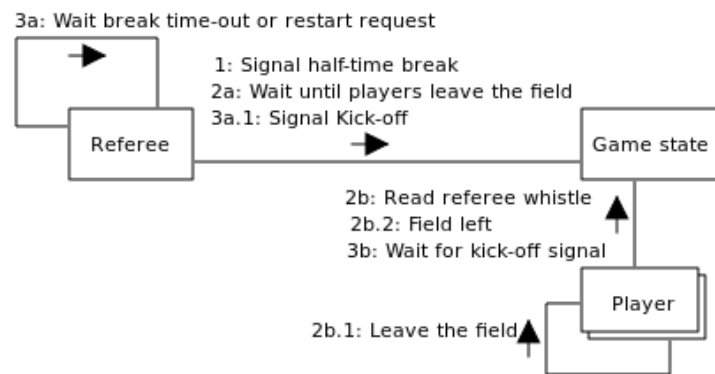 3a: Wait break time-out or restart request
1: Signal half-time break
2a: Wait until players leave the field
3a.1: Signal Kick-off
Referee
Game state
2b: Read referee whistle
2b.2: Field left
3b: Wait for kick-off signal
Player
2b.1: Leave the field